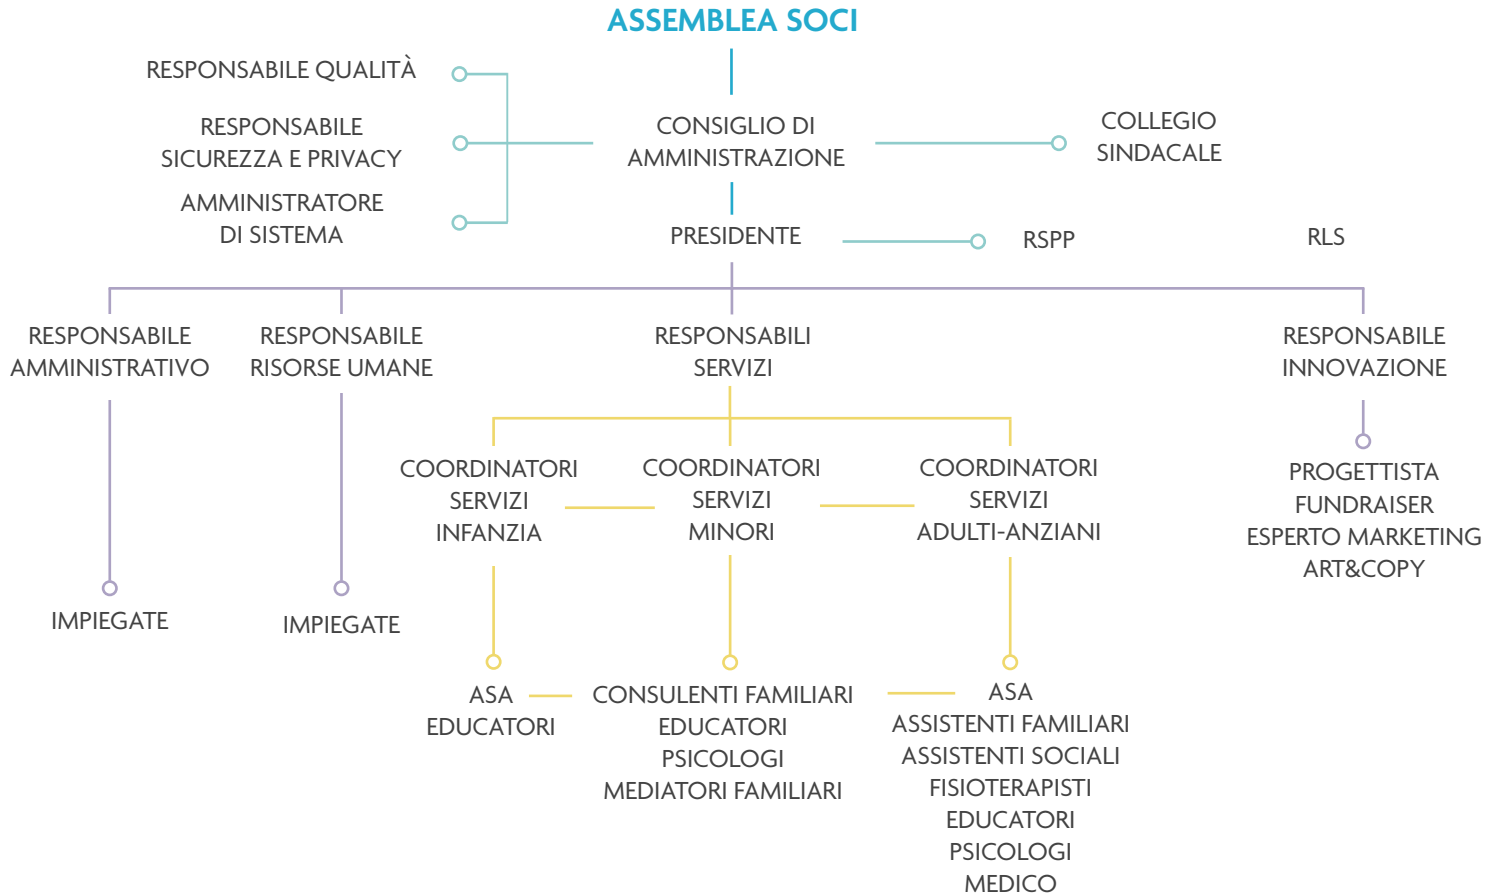 ASSEMBLEA SOCI
RESPONSABILE QUALITÀ
RESPONSABILE
SICUREZZA E PRIVACY
AMMINISTRATORE
DI SISTEMA
CONSIGLIO DI
AMMINISTRAZIONE
COLLEGIO
SINDACALE
PRESIDENTE
RSPP
RLS
RESPONSABILE
AMMINISTRATIVO
RESPONSABILE
RISORSE UMANE
RESPONSABILI
SERVIZI
RESPONSABILE
INNOVAZIONE
COORDINATORI
SERVIZI
INFANZIA
COORDINATORI
SERVIZI
MINORI
COORDINATORI
SERVIZI
ADULTI-ANZIANI
PROGETTISTA
FUNDRAISER
ESPERTO MARKETING
ART&COPY
IMPIEGATE
IMPIEGATE
ASA
EDUCATORI
CONSULENTI FAMILIARI
EDUCATORI
PSICOLOGI
MEDIATORI FAMILIARI
ASA
ASSISTENTI FAMILIARI
ASSISTENTI SOCIALI
FISIOTERAPISTI
EDUCATORI
PSICOLOGI
MEDICO